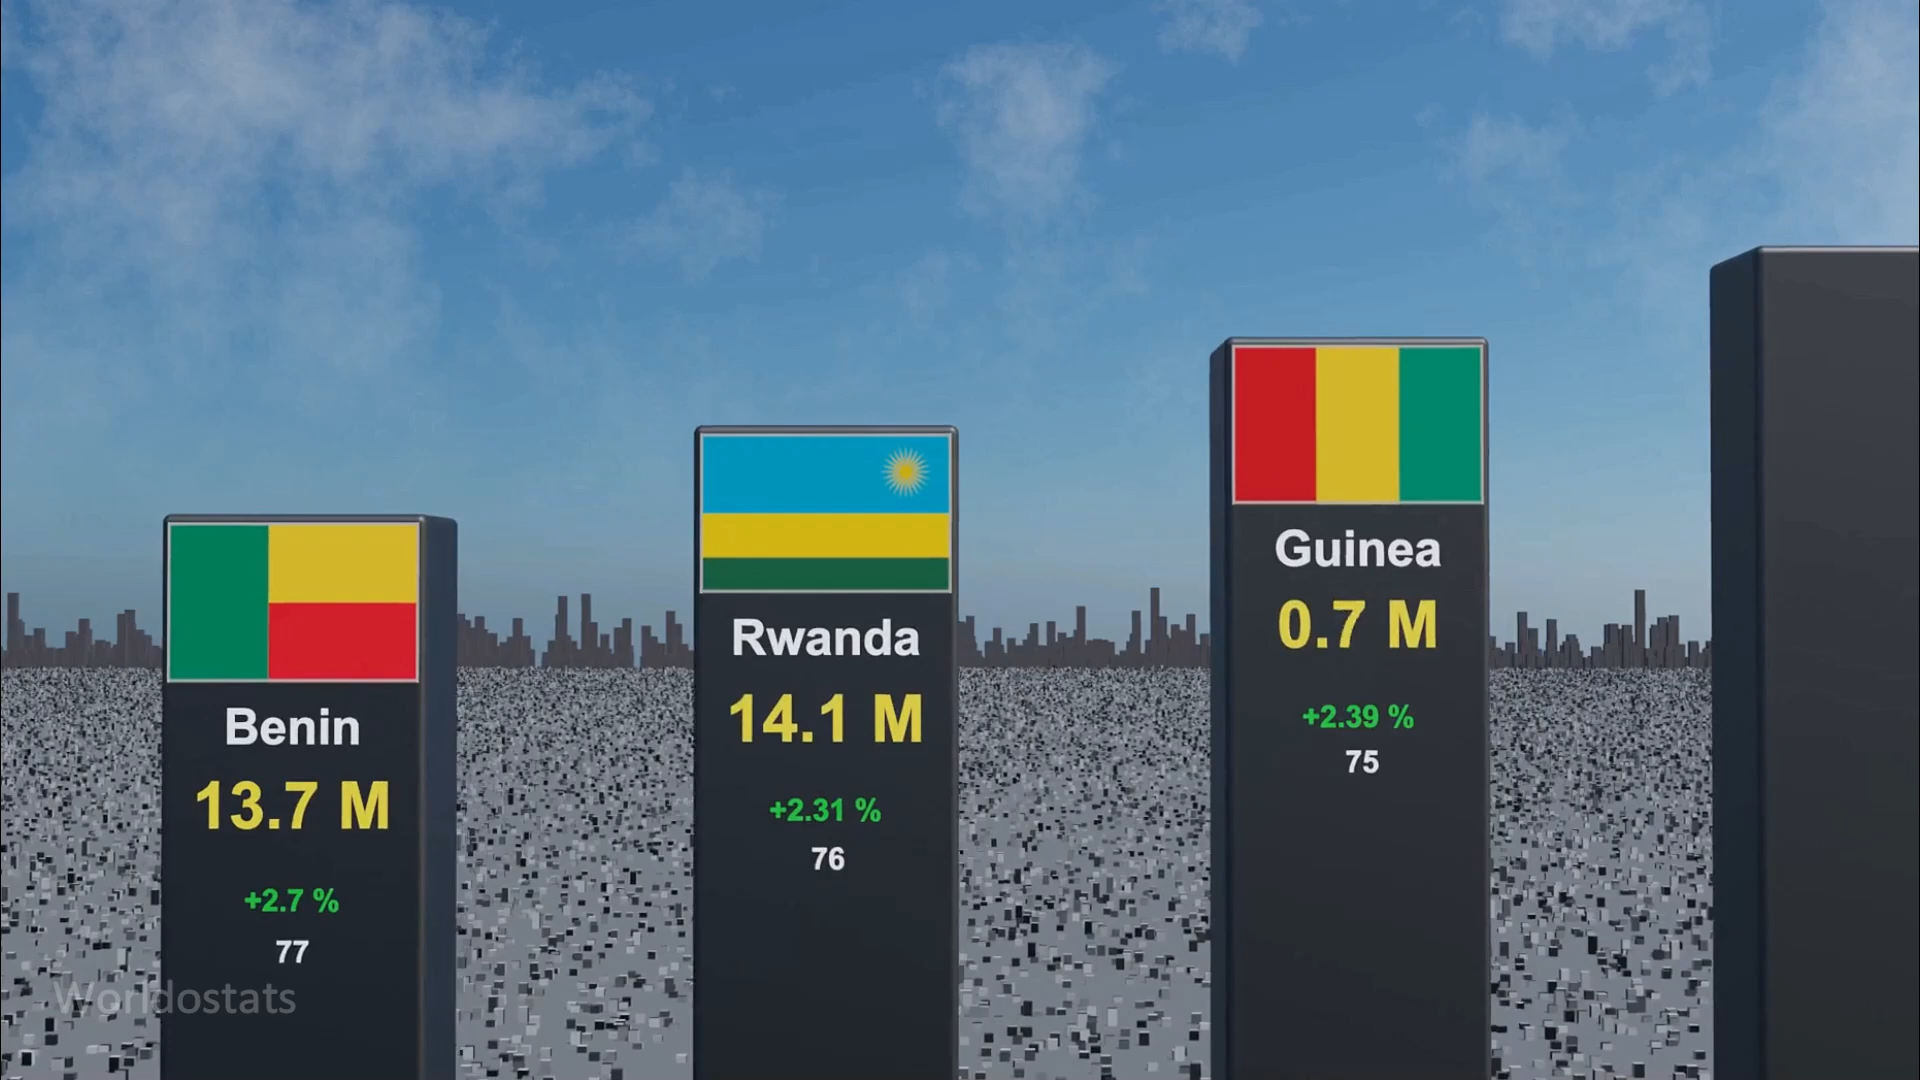 Benin
13.7 M
+2.7 %
77
Rwanda
14.1 M
+2.31 %
76
Guinea
0.7 M
+2.39 %
75
Worldostats